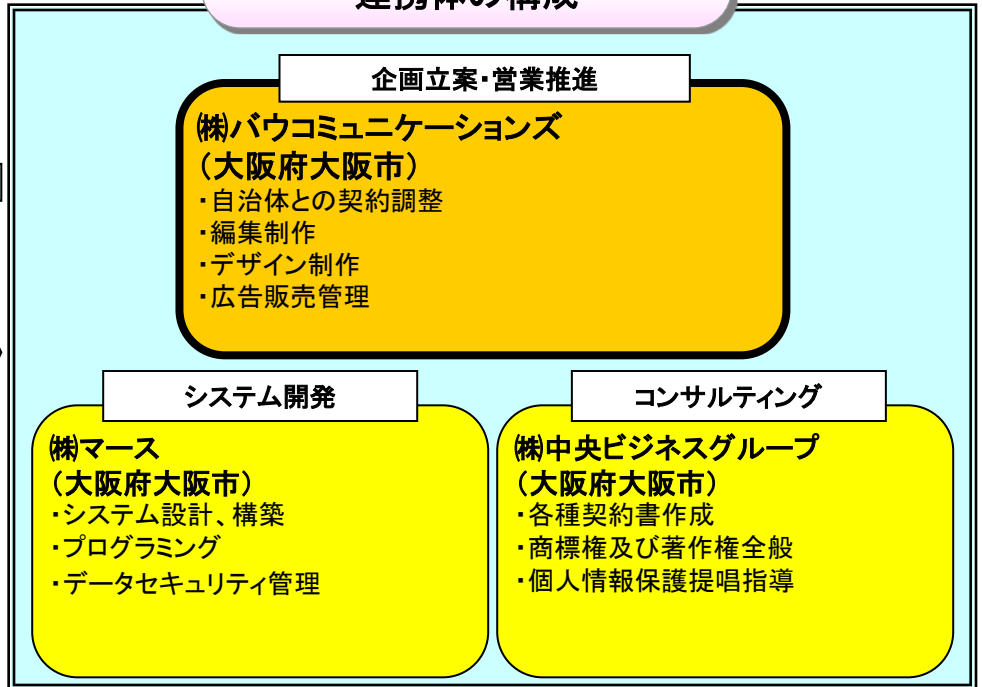 連携体の構成
企画立案・営業推進
㈱バウコミュニケーションズ
（大阪府大阪市）
・自治体との契約調整
・編集制作
・デザイン制作
・広告販売管理
システム開発
㈱マース
（大阪府大阪市）
・システム設計、構築
・プログラミング
・データセキュリティ管理
コンサルティング
㈱中央ビジネスグループ
（大阪府大阪市）
・各種契約書作成
・商標権及び著作権全般
・個人情報保護提唱指導